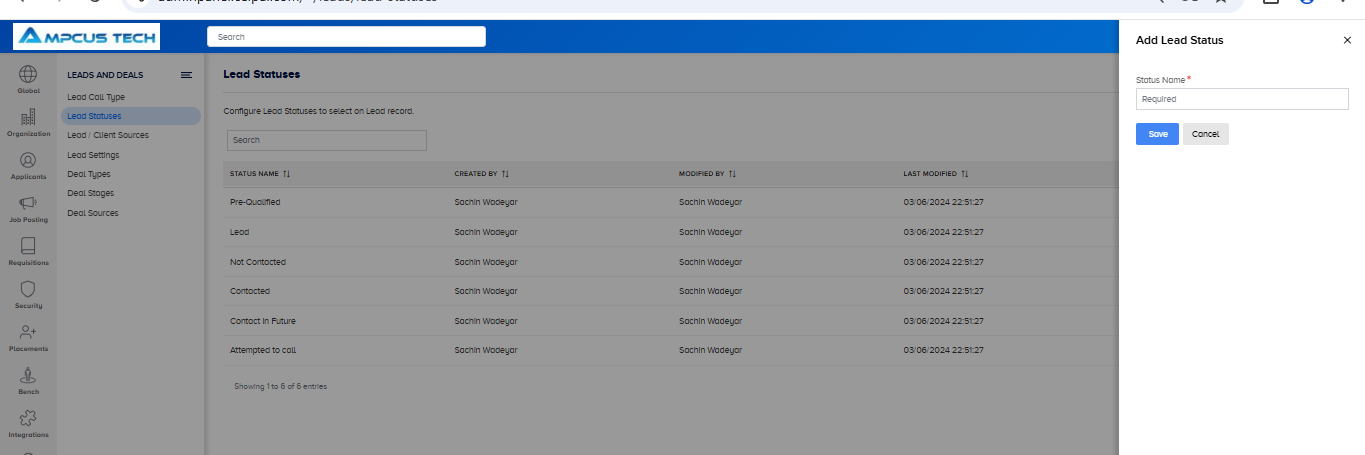 AMPCUS TECH
Search
Add Lead Status
Global
Organization
Applicants
Job Posting
Requisitions
Security
Placements
Bench
Integrations
LEADS AND DEALS
Lead Call Type
Lead Statuses
Lead / Client Sources
Lead Settings
Deal Types
Deal Stages
Deal Sources
Lead Statuses
Configure Lead Statuses to select on Lead record.
Search
STATUS NAME CREATED BY MODIFIED BY LAST MODIFIED
Pre-Qualified Sachin Wadeyar Sachin Wadeyar 03/06/2024 22:51:27
Lead Sachin Wadeyar Sachin Wadeyar 03/06/2024 22:51:27
Not Contacted Sachin Wadeyar Sachin Wadeyar 03/06/2024 22:51:27
Contacted Sachin Wadeyar Sachin Wadeyar 03/06/2024 22:51:27
Contact in Future Sachin Wadeyar Sachin Wadeyar 03/06/2024 22:51:27
Attempted to call Sachin Wadeyar Sachin Wadeyar 03/06/2024 22:51:27
Showing 1 to 6 of 6 entries
Status Name *
Required
Save Cancel